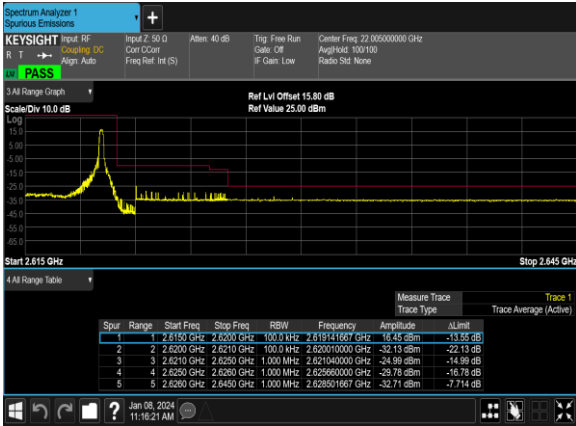 Spectrum Analyzer 1
Spurious Emissions
KEYSIGHT Input: RF Input Z: 50 Ω Atten: 40 dB Trig: Free Run Center Freq: 22.005000000 GHz
R T Coupling: DC Corr CCorr Gate: Off Avg|Hold: 100/100
Align: Auto Freq Ref: Int (S) IF Gain: Low Radio Std: None
LNI PASS
3 All Range Graph
Ref Lvl Offset 15.80 dB
Scale/Div 10.0 dB Ref Value 25.00 dBm
Log
15.0
5.00
-5.00
-15.0
-25.0
-35.0
-45.0
-55.0
-65.0
Start 2.615 GHz Stop 2.645 GHz
4 All Range Table
Measure Trace Trace 1
Trace Type Trace Average (Active)
Spur Range Start Freq Stop Freq RBW Frequency Amplitude ΔLimit
1 1 2.6150 GHz 2.6200 GHz 100.0 kHz 2.619141667 GHz 16.45 dBm -13.55 dB
2 2 2.6200 GHz 2.6210 GHz 100.0 kHz 2.620010000 GHz -32.13 dBm -22.13 dB
3 3 2.6210 GHz 2.6250 GHz 1.000 MHz 2.621040000 GHz -24.99 dBm -14.99 dB
4 4 2.6250 GHz 2.6260 GHz 1.000 MHz 2.625660000 GHz -29.78 dBm -16.78 dB
5 5 2.6260 GHz 2.6450 GHz 1.000 MHz 2.628501667 GHz -32.71 dBm -7.714 dB
? Jan 08, 2024
11:16:21 AM